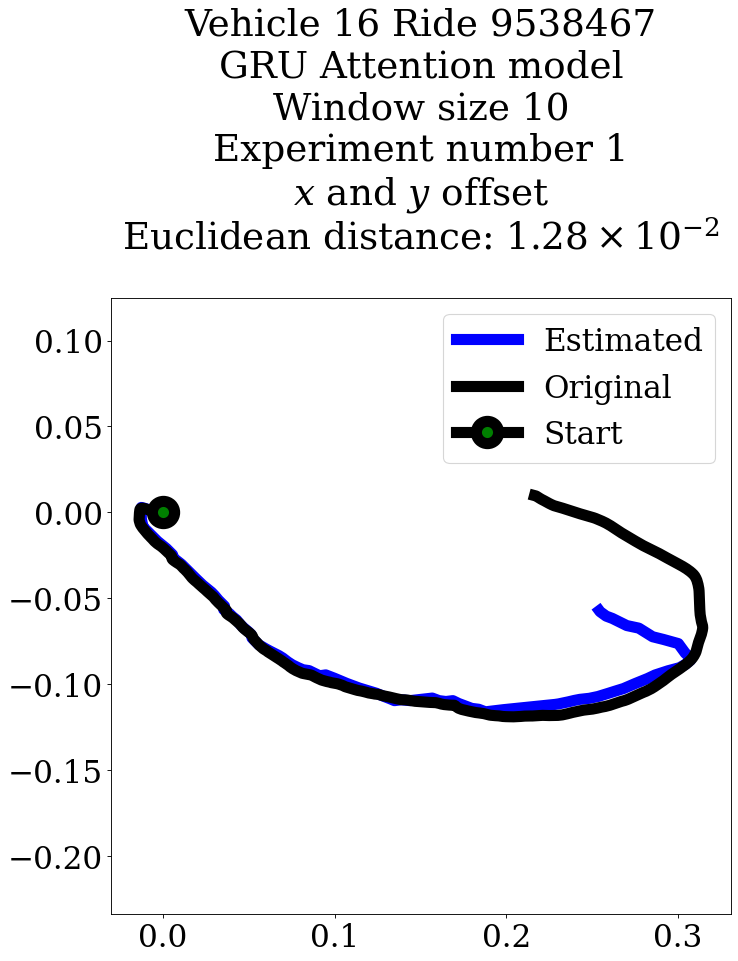 Vehicle 16 Ride 9538467
GRU Attention model
Window size 10
Experiment number 1
x and y offset
Euclidean distance: 1.28 × 10⁻²
Estimated
Original
Start
0.10
0.05
0.00
−0.05
−0.10
−0.15
−0.20
0.0 0.1 0.2 0.3